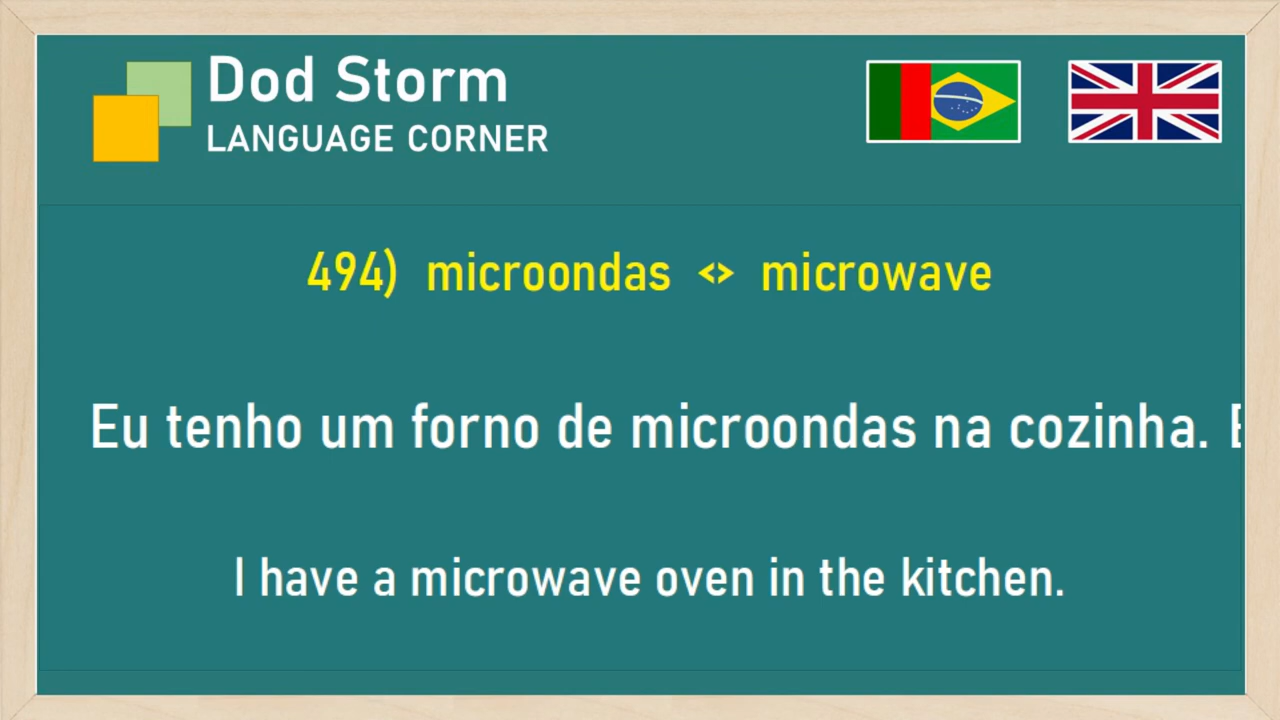 Dod Storm
LANGUAGE CORNER
494) microondas <> microwave
Eu tenho um forno de microondas na cozinha.
I have a microwave oven in the kitchen.